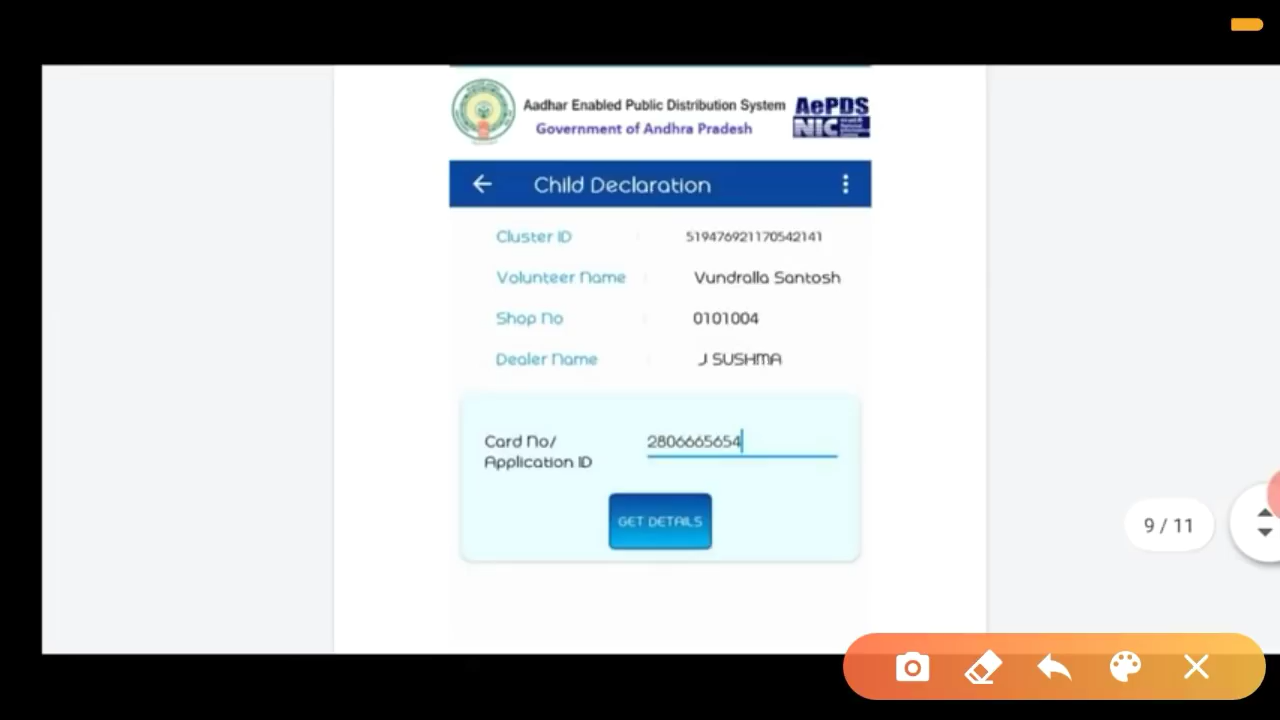 Aadhar Enabled Public Distribution System
Government of Andhra Pradesh
AePDS
NIC
Child Declaration
Cluster ID 519476921170542141
Volunteer Name Vundralla Santosh
Shop No 0101004
Dealer Name J SUSHMA
Card No/ 2806665654
Application ID
GET DETAILS
9 / 11